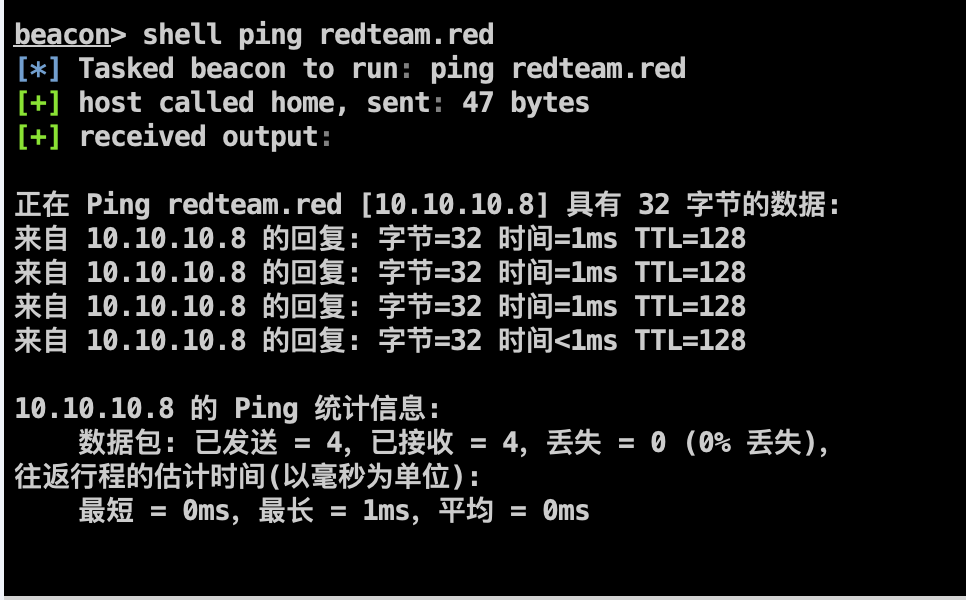 beacon> shell ping redteam.red
[*] Tasked beacon to run: ping redteam.red
[+] host called home, sent: 47 bytes
[+] received output:
正在 Ping redteam.red [10.10.10.8] 具有 32 字节的数据:
来自 10.10.10.8 的回复: 字节=32 时间=1ms TTL=128
来自 10.10.10.8 的回复: 字节=32 时间=1ms TTL=128
来自 10.10.10.8 的回复: 字节=32 时间=1ms TTL=128
来自 10.10.10.8 的回复: 字节=32 时间<1ms TTL=128
10.10.10.8 的 Ping 统计信息:
数据包: 已发送 = 4，已接收 = 4，丢失 = 0 (0% 丢失)，
往返行程的估计时间(以毫秒为单位):
最短 = 0ms，最长 = 1ms，平均 = 0ms